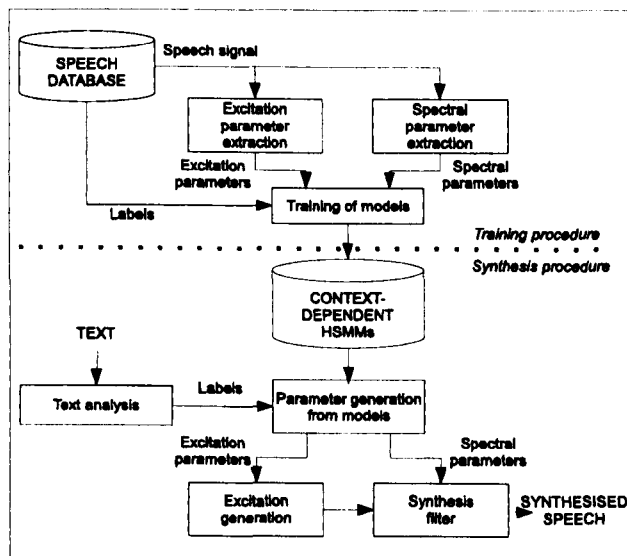 Speech signal
SPEECH
DATABASE
Excitation
parameter
extraction
Spectral
parameter
extraction
Excitation
parameters
Spectral
parameters
Labels
Training of models
Training procedure
Synthesis procedure
CONTEXT-
DEPENDENT
HSMMs
TEXT
Text analysis
Labels
Parameter generation
from models
Excitation
parameters
Spectral
parameters
Excitation
generation
Synthesis
filter
SYNTHESISED
SPEECH